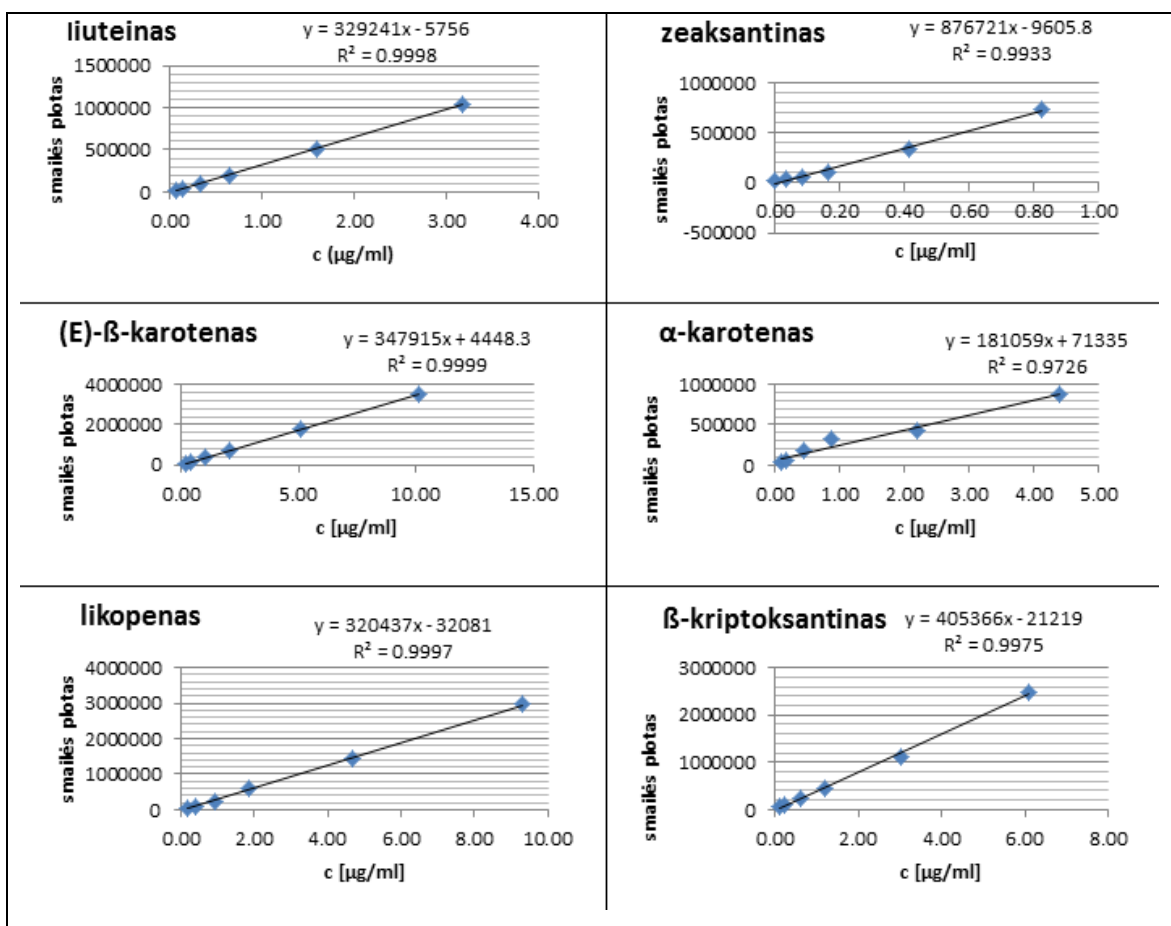 liuteinas
y = 329241x - 5756
R² = 0.9998
smailės plotas
1500000
1000000
500000
0
0.00 1.00 2.00 3.00 4.00
c (µg/ml)
zeaksantinas
y = 876721x - 9605.8
R² = 0.9933
smailės plotas
1000000
500000
0
-500000
0.00 0.20 0.40 0.60 0.80 1.00
c [µg/ml]
(E)-ß-karotenas
y = 347915x + 4448.3
R² = 0.9999
smailės plotas
4000000
2000000
0
0.00 5.00 10.00 15.00
c [µg/ml]
α-karotenas
y = 181059x + 71335
R² = 0.9726
smailės plotas
1000000
500000
0
0.00 1.00 2.00 3.00 4.00 5.00
c [µg/ml]
likopenas
y = 320437x - 32081
R² = 0.9997
smailės plotas
4000000
3000000
2000000
1000000
0
0.00 2.00 4.00 6.00 8.00 10.00
c [µg/ml]
ß-kriptoksantinas
y = 405366x - 21219
R² = 0.9975
smailės plotas
3000000
2000000
1000000
0
0.00 2.00 4.00 6.00 8.00
c [µg/ml]